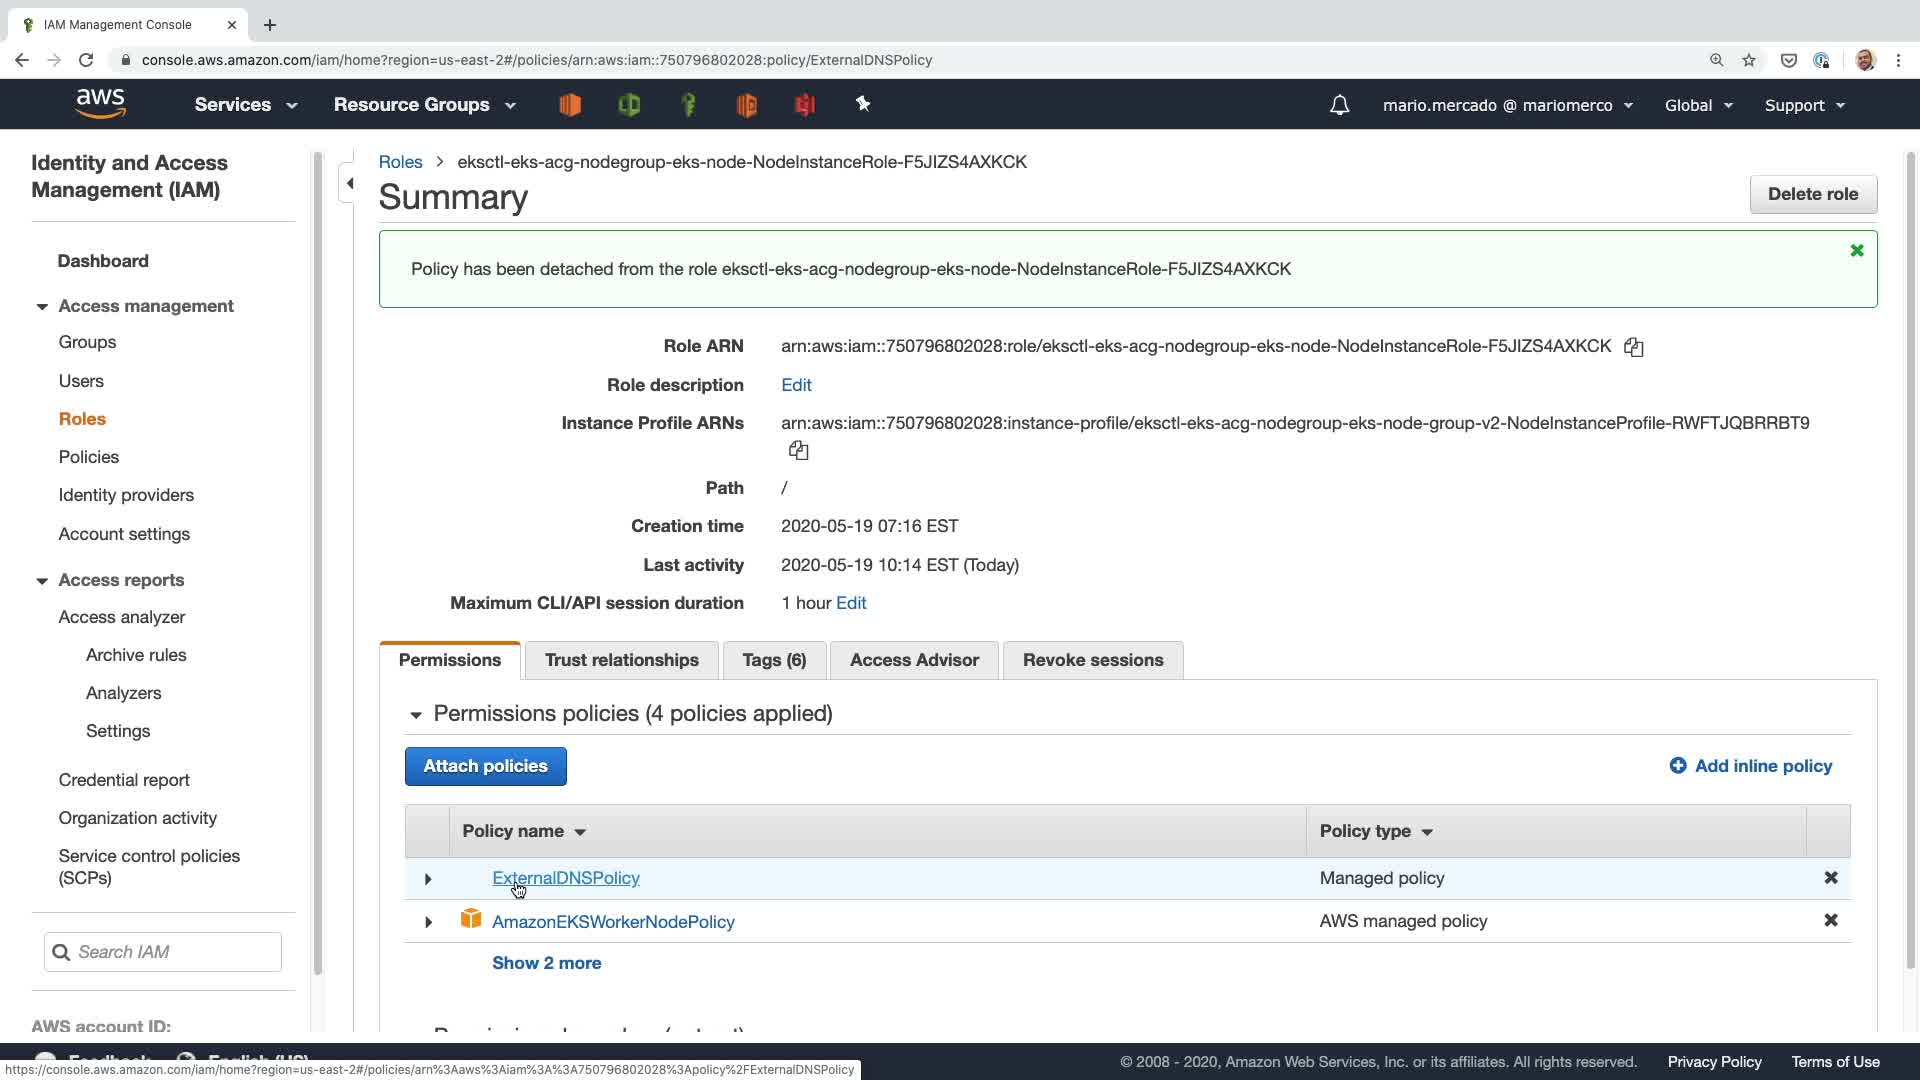 IAM Management Console
console.aws.amazon.com/iam/home?region=us-east-2#/policies/arn:aws:iam::750796802028:policy/ExternalDNSPolicy
aws
Services
Resource Groups
mario.mercado @ mariomerco
Global
Support
Identity and Access
Management (IAM)
Dashboard
Access management
Groups
Users
Roles
Policies
Identity providers
Account settings
Access reports
Access analyzer
Archive rules
Analyzers
Settings
Credential report
Organization activity
Service control policies
(SCPs)
Search IAM
AWS account ID:
Roles > eksctl-eks-acg-nodegroup-eks-node-NodeInstanceRole-F5JIZS4AXKCK
Summary
Delete role
Policy has been detached from the role eksctl-eks-acg-nodegroup-eks-node-NodeInstanceRole-F5JIZS4AXKCK
Role ARN arn:aws:iam::750796802028:role/eksctl-eks-acg-nodegroup-eks-node-NodeInstanceRole-F5JIZS4AXKCK
Role description Edit
Instance Profile ARNs arn:aws:iam::750796802028:instance-profile/eksctl-eks-acg-nodegroup-eks-node-group-v2-NodeInstanceProfile-RWFTJQBRRBT9
Path /
Creation time 2020-05-19 07:16 EST
Last activity 2020-05-19 10:14 EST (Today)
Maximum CLI/API session duration 1 hour Edit
Permissions
Trust relationships
Tags (6)
Access Advisor
Revoke sessions
Permissions policies (4 policies applied)
Attach policies
Add inline policy
Policy name
Policy type
ExternalDNSPolicy
Managed policy
AmazonEKSWorkerNodePolicy
AWS managed policy
Show 2 more
Feedback
English (US)
© 2008 - 2020, Amazon Web Services, Inc. or its affiliates. All rights reserved.
Privacy Policy
Terms of Use
https://console.aws.amazon.com/iam/home?region=us-east-2#/policies/arn%3Aaws%3Aiam%3A%3A750796802028%3Apolicy%2FExternalDNSPolicy